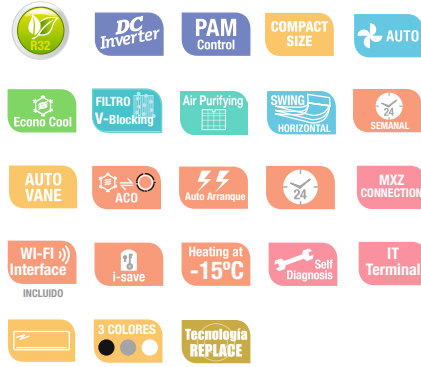 R32
DC
Inverter
PAM
Control
COMPACT
SIZE
AUTO
Econo Cool
FILTRO
V-Blocking
Air Purifying
SWING
HORIZONTAL
24
SEMANAL
AUTO
VANE
ACO
Auto Arranque
24
MXZ
CONNECTION
WI-FI
Interface
INCLUIDO
i-save
Heating at
-15ºC
Self
Diagnosis
IT
Terminal
3 COLORES
Tecnología
REPLACE